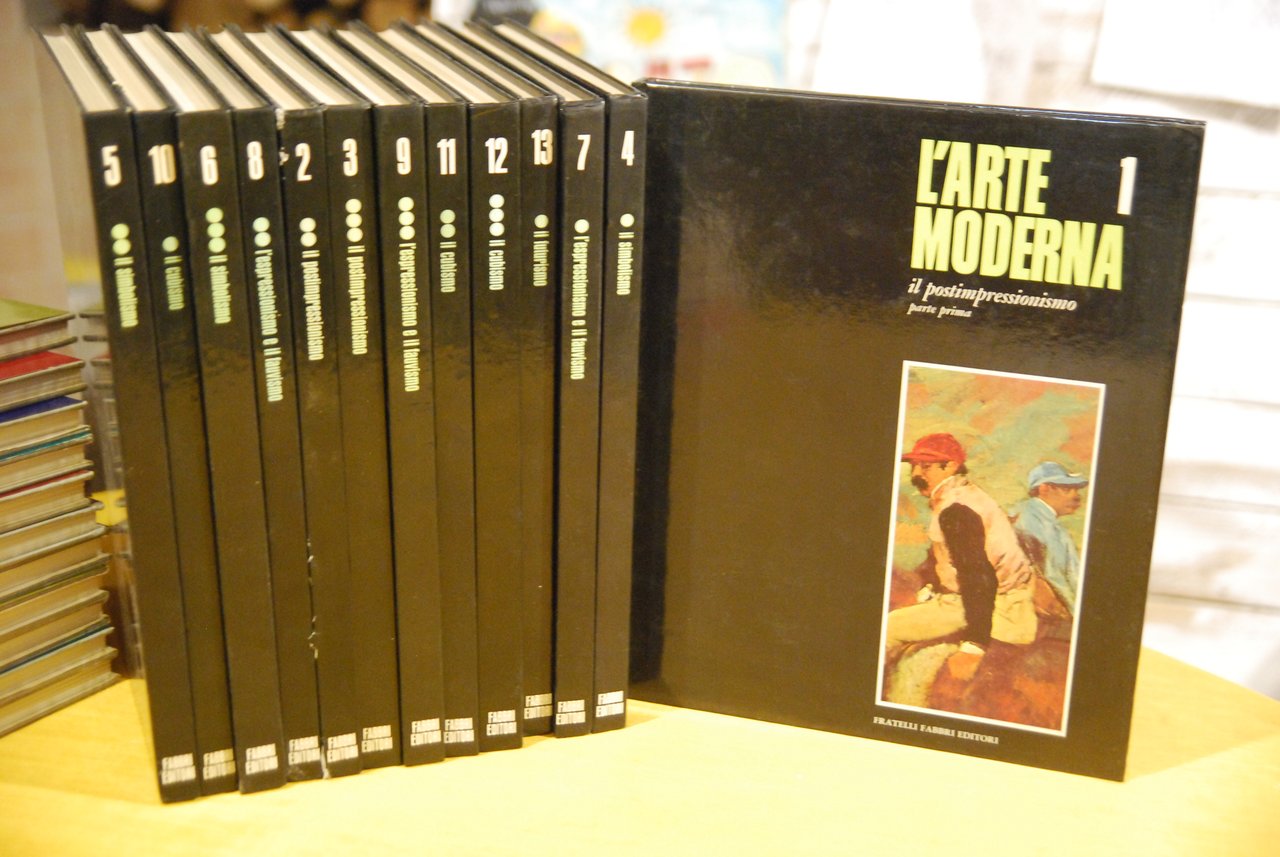 5
il simbolismo
FABBRI
EDITORI
10
il cubismo
FABBRI
EDITORI
6
il simbolismo
FABBRI
EDITORI
8
l'espressionismo e il fauvismo
FABBRI
EDITORI
2
il postimpressionismo
FABBRI
EDITORI
3
il postimpressionismo
FABBRI
EDITORI
9
l'espressionismo e il fauvismo
FABBRI
EDITORI
11
il cubismo
FABBRI
EDITORI
12
il cubismo
FABBRI
EDITORI
13
il futurismo
FABBRI
EDITORI
7
l'espressionismo e il fauvismo
FABBRI
EDITORI
4
il simbolismo
FABBRI
EDITORI
L'ARTE 1
MODERNA
il postimpressionismo
parte prima
FRATELLI FABBRI EDITORI